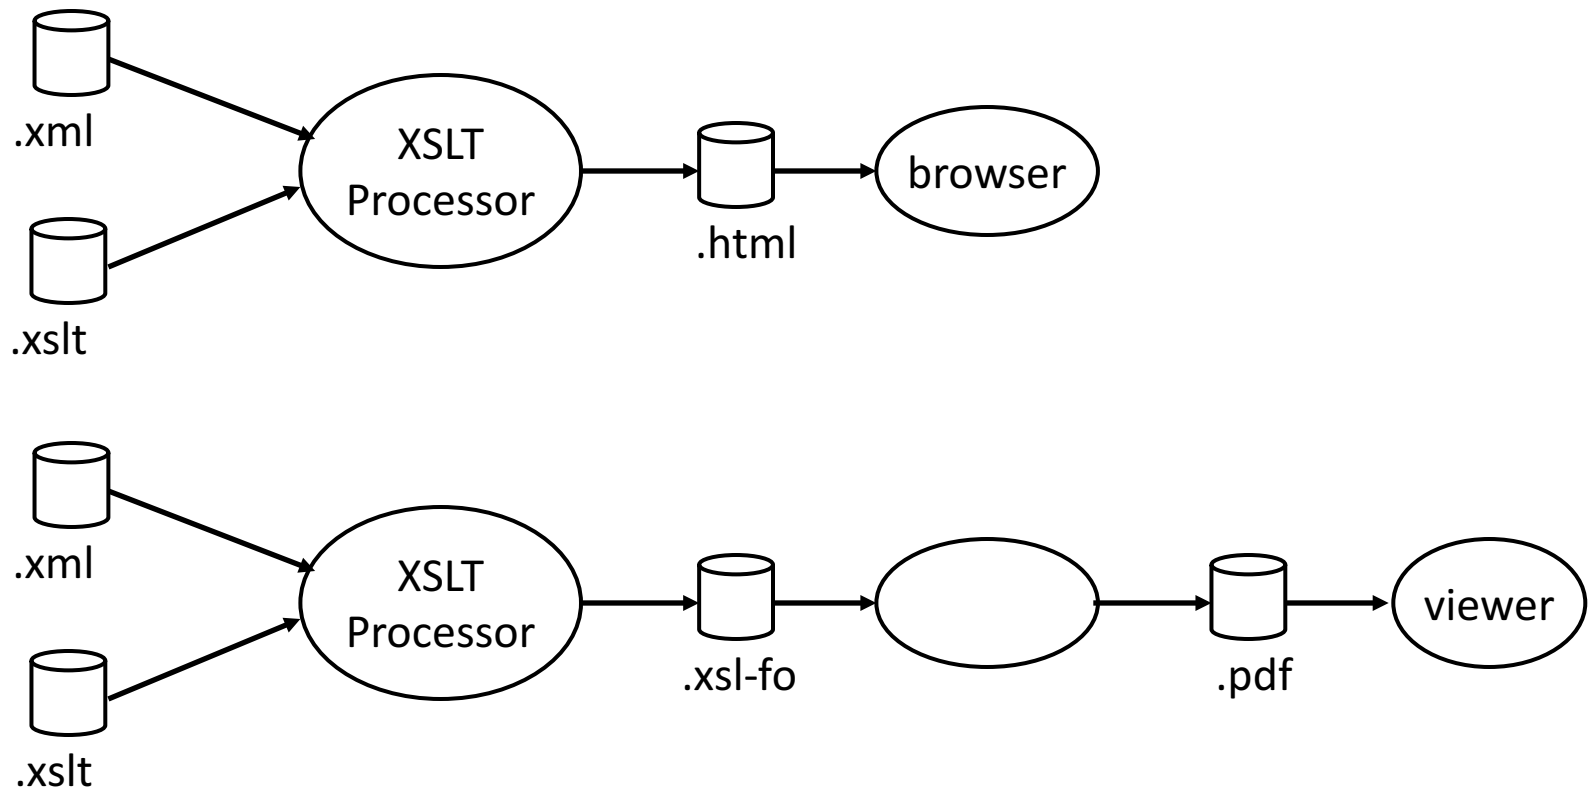 .xml
XSLT
Processor
.html
browser
.xslt
.xml
XSLT
Processor
.xsl-fo
.pdf
viewer
.xslt